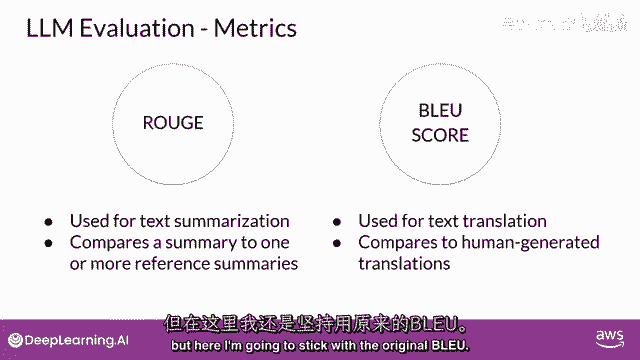 LLM Evaluation - Metrics
ROUGE
BLEU
SCORE
● Used for text summarization
● Compares a summary to one
or more reference summaries
● Used for text translation
● Compares to human-generated
translations
但在这里我还是坚持用原来的BLEU。
but here I'm going to stick with the original BLEU.
DeepLearning.AI
aws